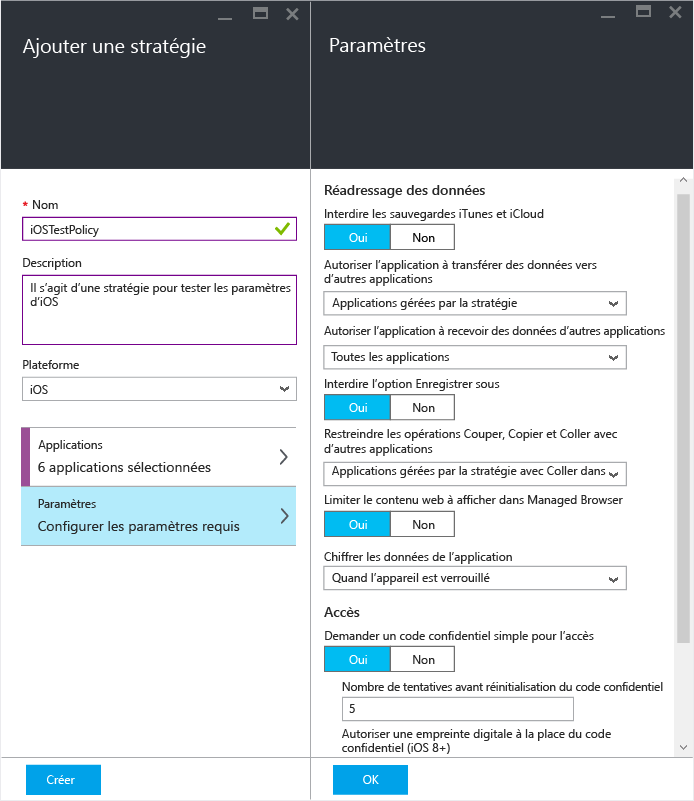 Ajouter une stratégie
* Nom
iOSTestPolicy
Description
Il s’agit d’une stratégie pour tester les paramètres
d’iOS
Plateforme
iOS
Applications
6 applications sélectionnées
Paramètres
Configurer les paramètres requis
Créer
Paramètres
Réadressage des données
Interdire les sauvegardes iTunes et iCloud
Oui Non
Autoriser l’application à transférer des données vers
d’autres applications
Applications gérées par la stratégie
Autoriser l’application à recevoir des données d’autres applications
Toutes les applications
Interdire l’option Enregistrer sous
Oui Non
Restreindre les opérations Couper, Copier et Coller avec
d’autres applications
Applications gérées par la stratégie avec Coller dans
Limiter le contenu web à afficher dans Managed Browser
Oui Non
Chiffrer les données de l’application
Quand l’appareil est verrouillé
Accès
Demander un code confidentiel simple pour l’accès
Oui Non
Nombre de tentatives avant réinitialisation du code confidentiel
5
Autoriser une empreinte digitale à la place du code
confidentiel (iOS 8+)
OK